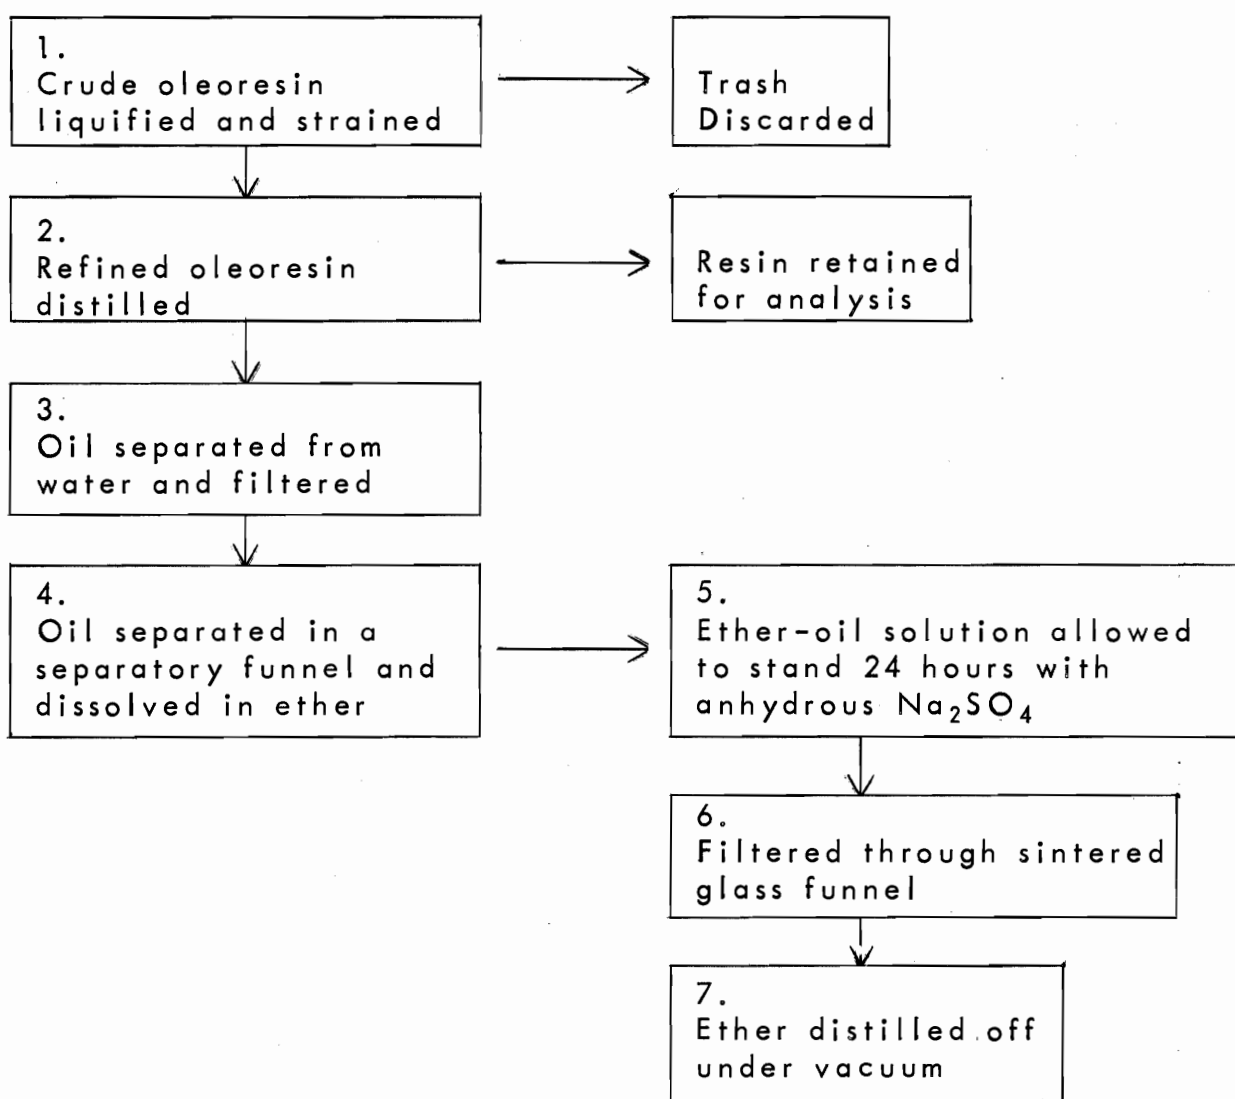 1.
Crude oleoresin
liquified and strained
Trash
Discarded
2.
Refined oleoresin
distilled
Resin retained
for analysis
3.
Oil separated from
water and filtered
4.
Oil separated in a
separatory funnel and
dissolved in ether
5.
Ether-oil solution allowed
to stand 24 hours with
anhydrous Na₂SO₄
6.
Filtered through sintered
glass funnel
7.
Ether distilled off
under vacuum